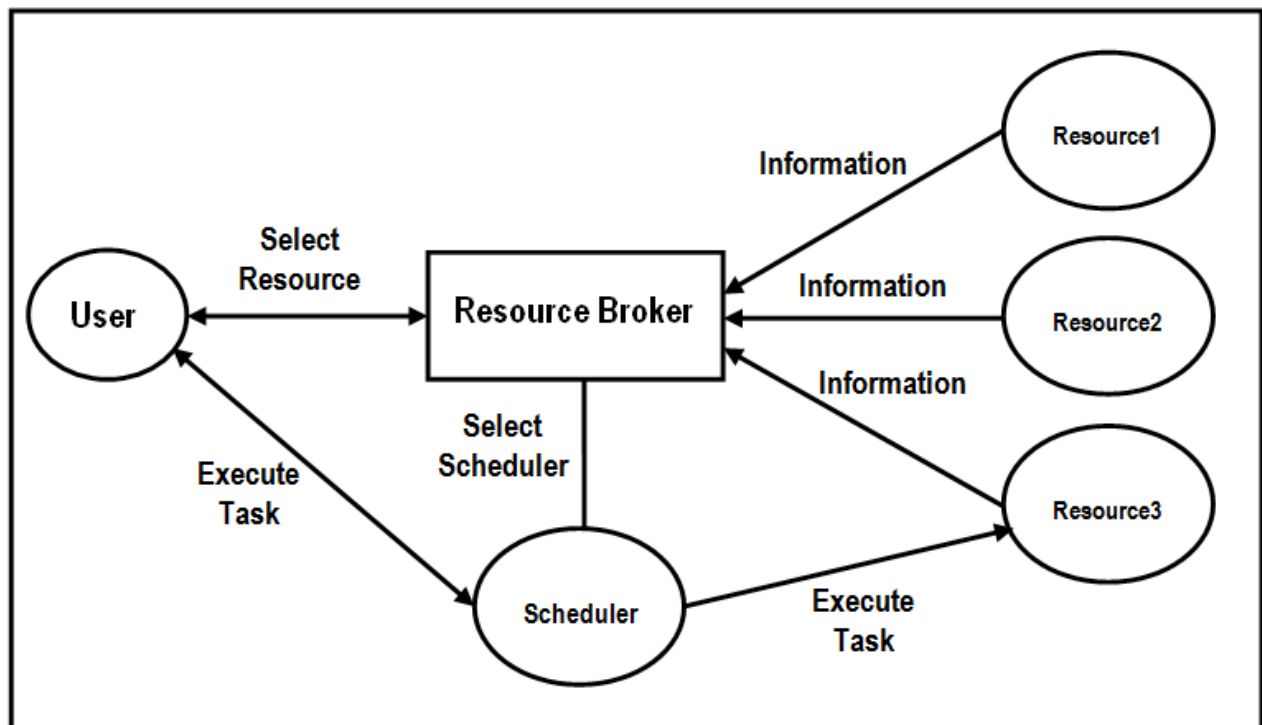 Resource1
Information
Select
Resource
User
Resource Broker
Information
Resource2
Information
Select
Scheduler
Execute
Task
Resource3
Scheduler
Execute
Task